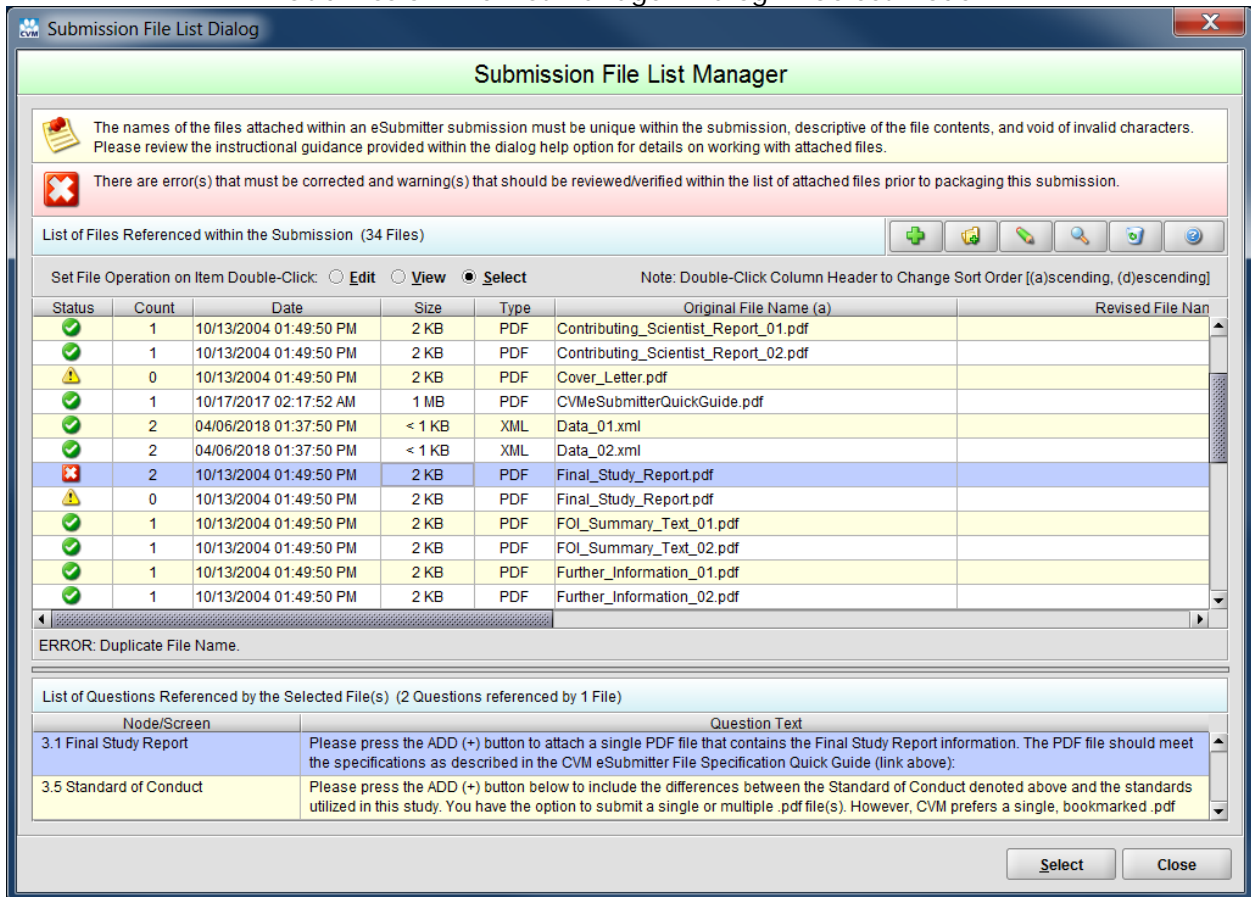 CVM Submission File List Dialog X
Submission File List Manager
The names of the files attached within an eSubmitter submission must be unique within the submission, descriptive of the file contents, and void of invalid characters.
Please review the instructional guidance provided within the dialog help option for details on working with attached files.
There are error(s) that must be corrected and warning(s) that should be reviewed/verified within the list of attached files prior to packaging this submission.
List of Files Referenced within the Submission (34 Files)
Set File Operation on Item Double-Click: Edit View Select Note: Double-Click Column Header to Change Sort Order [(a)scending, (d)escending]
Status Count Date Size Type Original File Name (a) Revised File Nan
1 10/13/2004 01:49:50 PM 2 KB PDF Contributing_Scientist_Report_01.pdf
1 10/13/2004 01:49:50 PM 2 KB PDF Contributing_Scientist_Report_02.pdf
0 10/13/2004 01:49:50 PM 2 KB PDF Cover_Letter.pdf
1 10/17/2017 02:17:52 AM 1 MB PDF CVMeSubmitterQuickGuide.pdf
2 04/06/2018 01:37:50 PM < 1 KB XML Data_01.xml
2 04/06/2018 01:37:50 PM < 1 KB XML Data_02.xml
2 10/13/2004 01:49:50 PM 2 KB PDF Final_Study_Report.pdf
0 10/13/2004 01:49:50 PM 2 KB PDF Final_Study_Report.pdf
1 10/13/2004 01:49:50 PM 2 KB PDF FOI_Summary_Text_01.pdf
1 10/13/2004 01:49:50 PM 2 KB PDF FOI_Summary_Text_02.pdf
1 10/13/2004 01:49:50 PM 2 KB PDF Further_Information_01.pdf
1 10/13/2004 01:49:50 PM 2 KB PDF Further_Information_02.pdf
ERROR: Duplicate File Name.
List of Questions Referenced by the Selected File(s) (2 Questions referenced by 1 File)
Node/Screen Question Text
3.1 Final Study Report Please press the ADD (+) button to attach a single PDF file that contains the Final Study Report information. The PDF file should meet
the specifications as described in the CVM eSubmitter File Specification Quick Guide (link above):
3.5 Standard of Conduct Please press the ADD (+) button below to include the differences between the Standard of Conduct denoted above and the standards
utilized in this study. You have the option to submit a single or multiple .pdf file(s). However, CVM prefers a single, bookmarked .pdf
Select Close